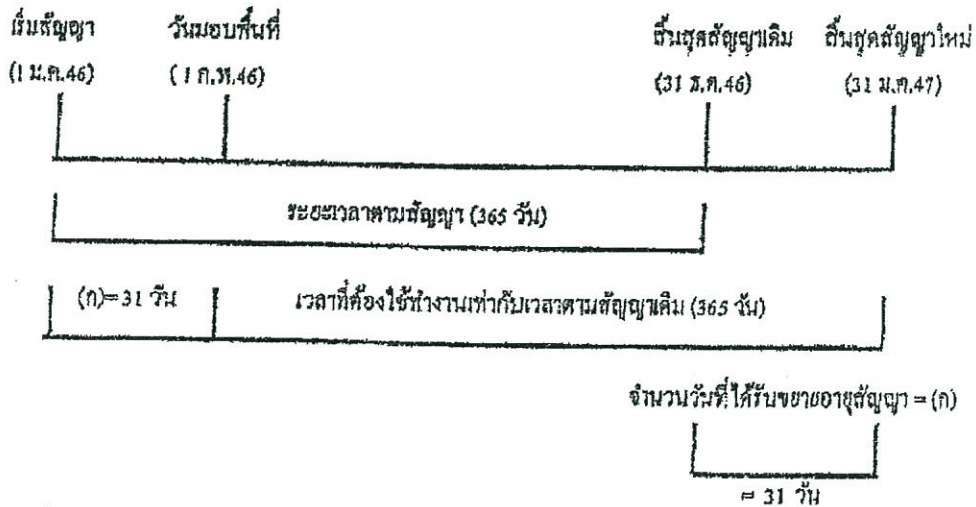 เริ่มสัญญา วันมอบพื้นที่ สิ้นสุดสัญญาเดิม สิ้นสุดสัญญาใหม่
(1 ม.ค.46) (1 ก.พ.46) (31 ธ.ค.46) (31 ม.ค.47)
ระยะเวลาตามสัญญา (365 วัน)
(ก)=31 วัน เวลาที่ต้องใช้ทำงานเท่ากับเวลาตามสัญญาเดิม (365 วัน)
จำนวนวันที่ได้รับขยายอายุสัญญา = (ก)
= 31 วัน